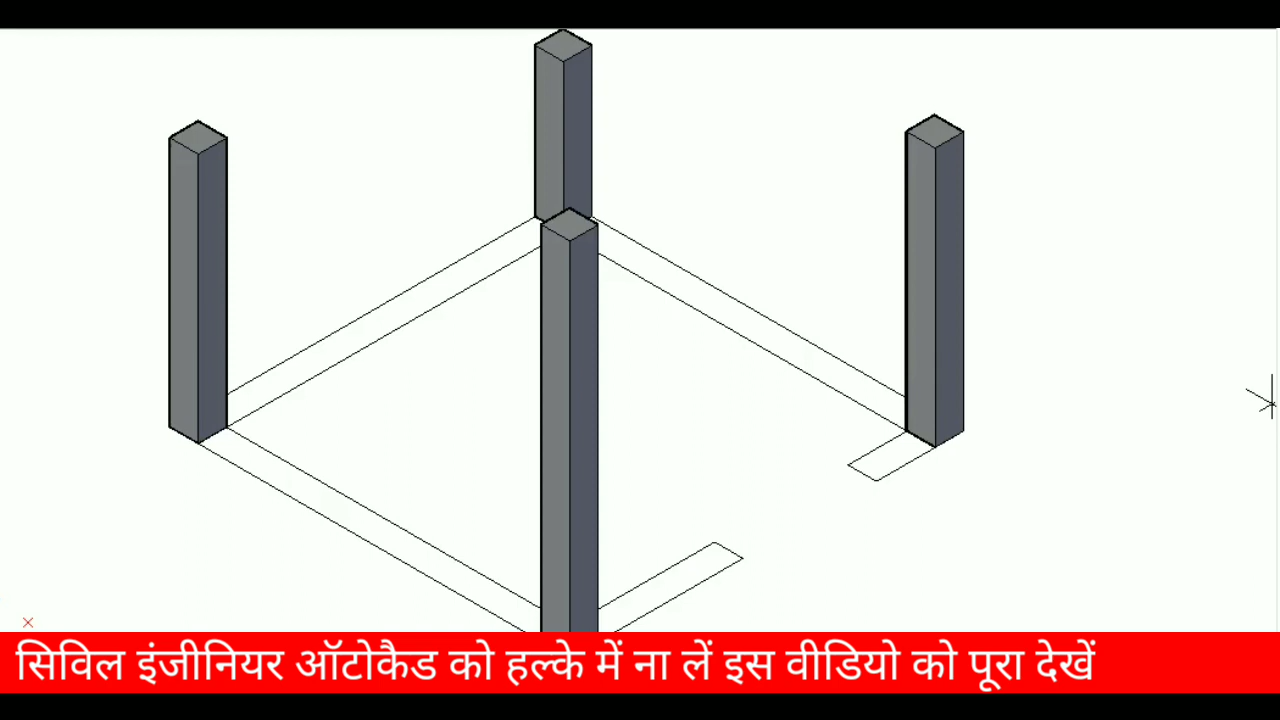 सिविल इंजीनियर ऑटोकैड को हल्के में ना लें इस वीडियो को पूरा देखें